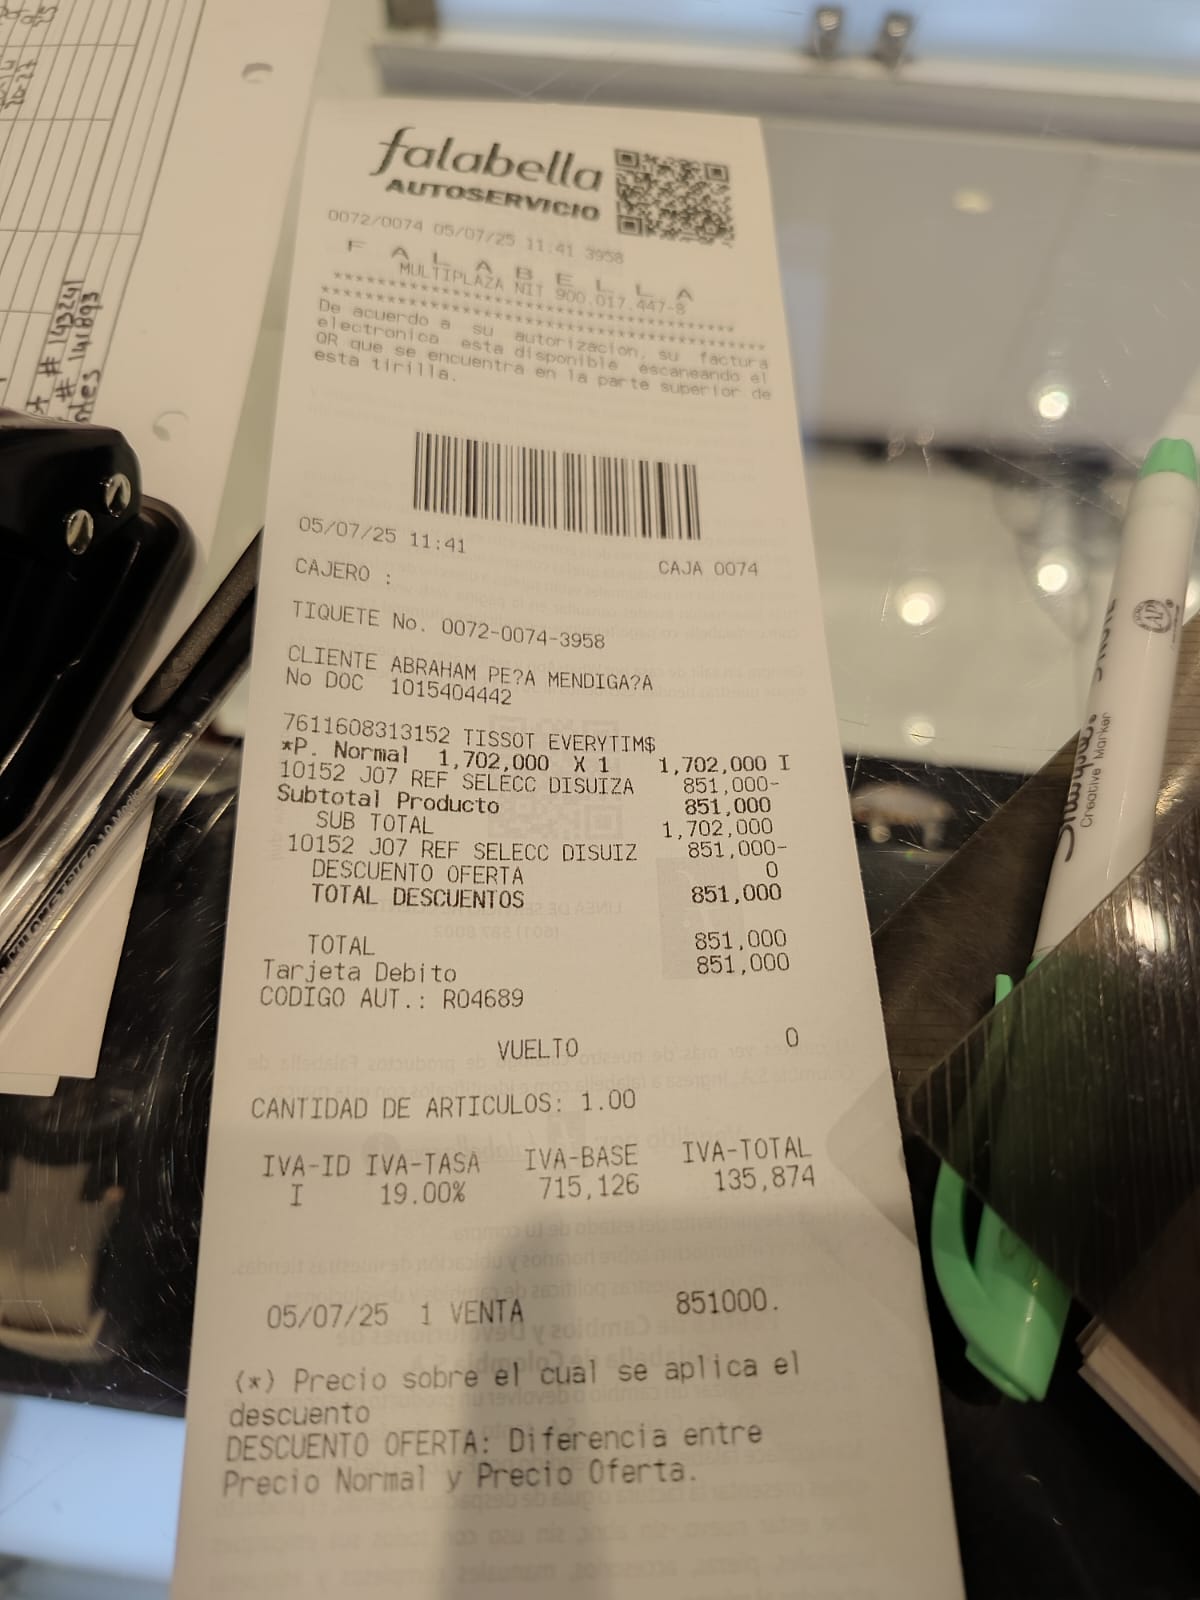 # 143241
# 141893
falabella
AUTOSERVICIO
0072/0074 05/07/25 11:41 3958
F A L A B E L L A
MULTIPLAZA NIT 900.017.447-8
************************************
****************************************
De acuerdo a su autorizacion, su factura
electronica esta disponible escaneando el
QR que se encuentra en la parte superior de
esta tirilla.
05/07/25 11:41
CAJA 0074
CAJERO :
TIQUETE No. 0072-0074-3958
CLIENTE ABRAHAM PE?A MENDIGA?A
No DOC 1015404442
7611608313152 TISSOT EVERYTIM$
*P. Normal 1,702,000 X 1 1,702,000 I
10152 J07 REF SELECC DISUIZA 851,000-
Subtotal Producto 851,000
SUB TOTAL 1,702,000
10152 J07 REF SELECC DISUIZ 851,000-
DESCUENTO OFERTA 0
TOTAL DESCUENTOS 851,000
TOTAL 851,000
Tarjeta Debito 851,000
CODIGO AUT.: R04689
VUELTO 0
CANTIDAD DE ARTICULOS: 1.00
IVA-ID IVA-TASA IVA-BASE IVA-TOTAL
I 19.00% 715,126 135,874
05/07/25 1 VENTA 851000.
(*) Precio sobre el cual se aplica el
descuento
DESCUENTO OFERTA: Diferencia entre
Precio Normal y Precio Oferta.
Creative Marker